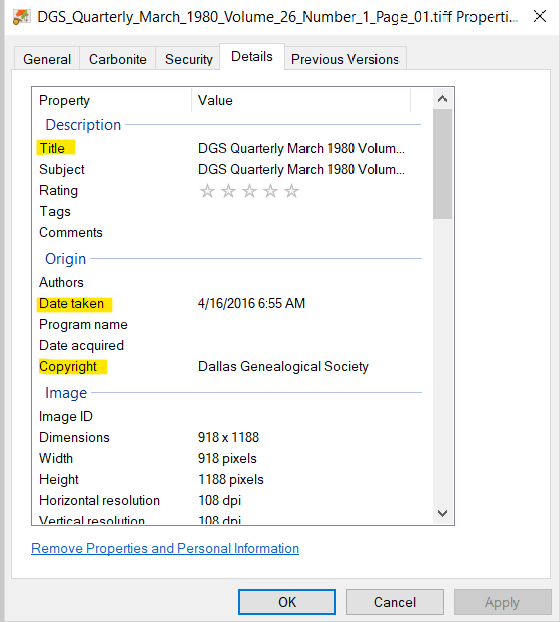 DGS_Quarterly_March_1980_Volume_26_Number_1_Page_01.tiff Properti...
General Carbonite Security Details Previous Versions
Property Value
Description
Title DGS Quarterly March 1980 Volum...
Subject DGS Quarterly March 1980 Volum...
Rating
Tags
Comments
Origin
Authors
Date taken 4/16/2016 6:55 AM
Program name
Date acquired
Copyright Dallas Genealogical Society
Image
Image ID
Dimensions 918 x 1188
Width 918 pixels
Height 1188 pixels
Horizontal resolution 108 dpi
Vertical resolution 108 dpi
Remove Properties and Personal Information
OK Cancel Apply